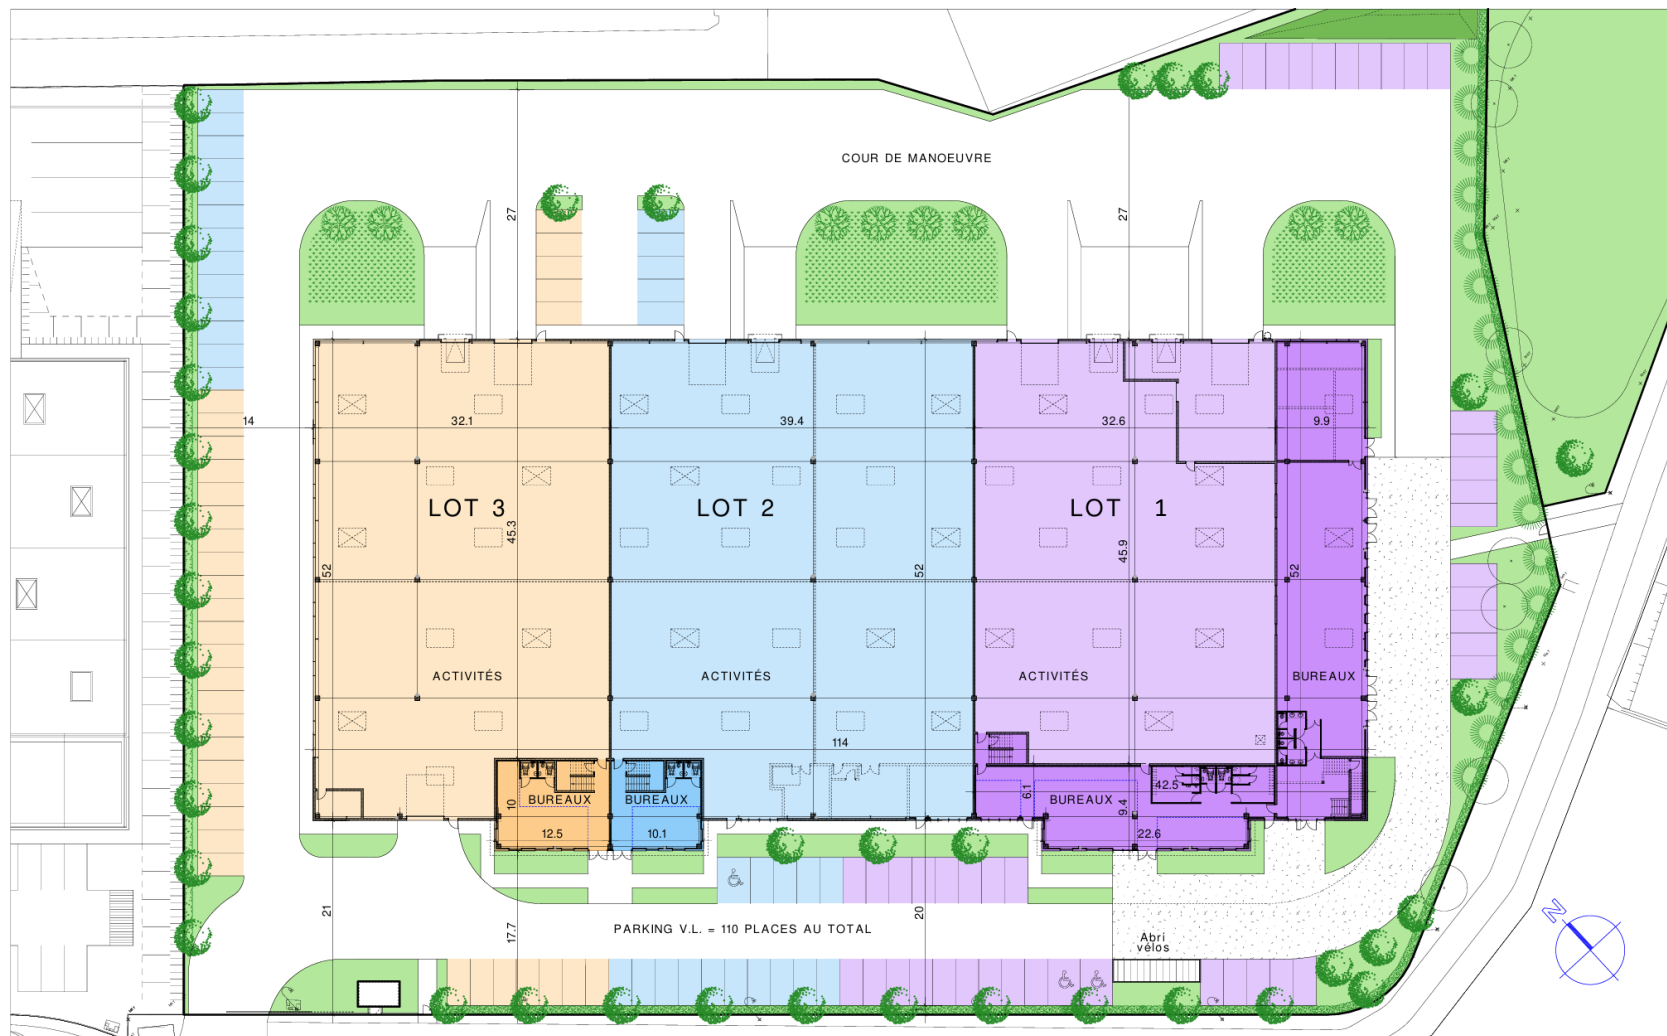 COUR DE MANOEUVRE
27
27
14
32.1
39.4
32.6
9.9
LOT 3
LOT 2
LOT 1
45.3
45.9
52
52
52
ACTIVITÉS
ACTIVITÉS
ACTIVITÉS
BUREAUX
114
BUREAUX
BUREAUX
BUREAUX
42.5
10
6.1
9.4
12.5
10.1
22.6
21
17.7
20
PARKING V.L. = 110 PLACES AU TOTAL
Abri
vélos
N